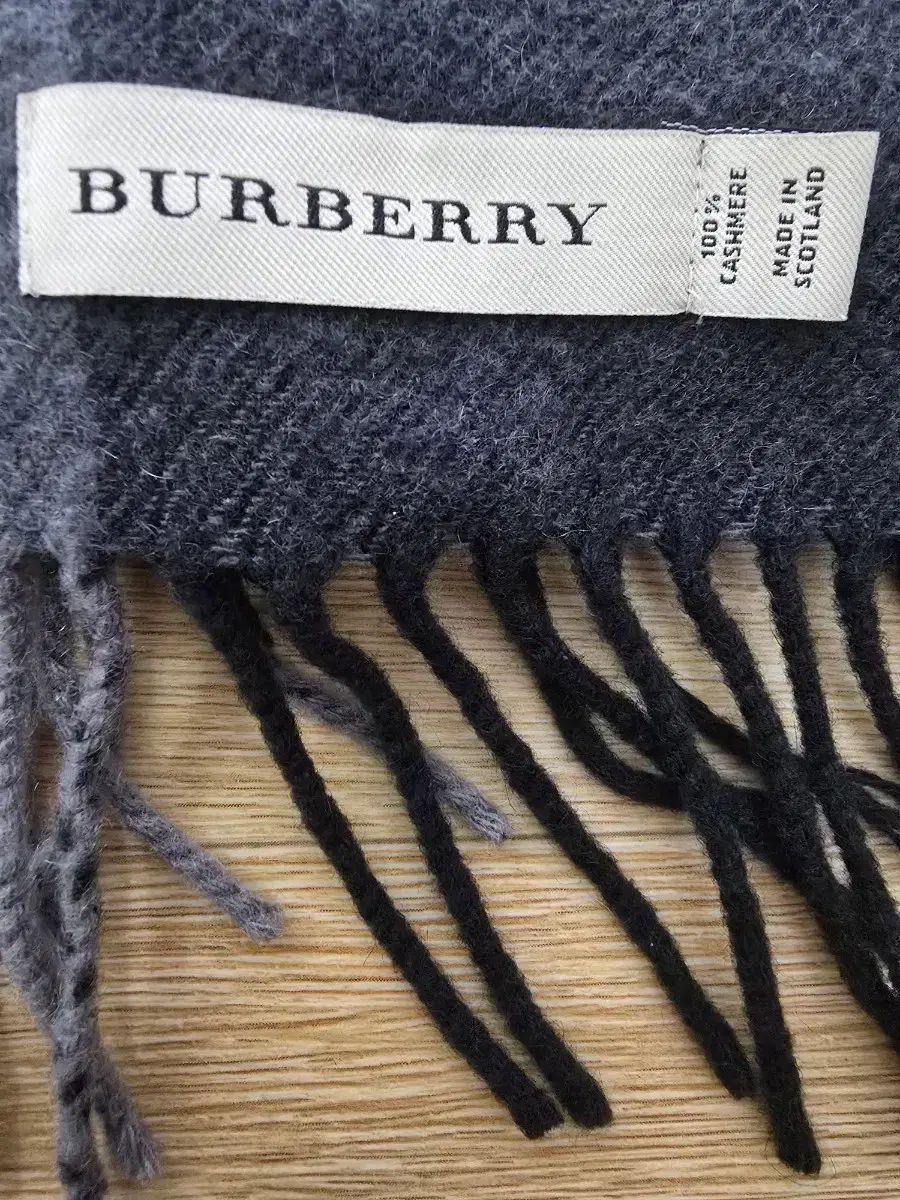 BURBERRY
100%
CASHMERE
MADE IN
SCOTLAND